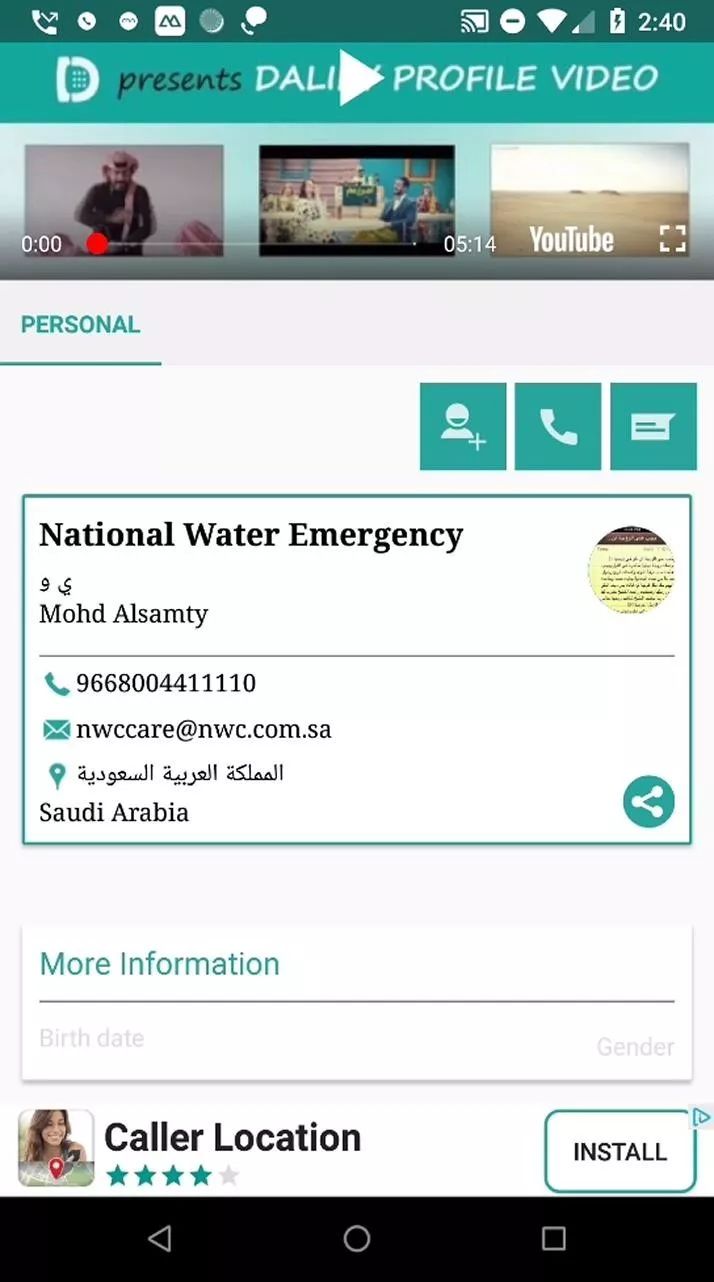 2:40
presents DALI PROFILE VIDEO
0:00
05:14
YouTube
PERSONAL
National Water Emergency
ي و
Mohd Alsamty
9668004411110
nwccare@nwc.com.sa
المملكة العربية السعودية
Saudi Arabia
More Information
Birth date
Gender
Caller Location
INSTALL